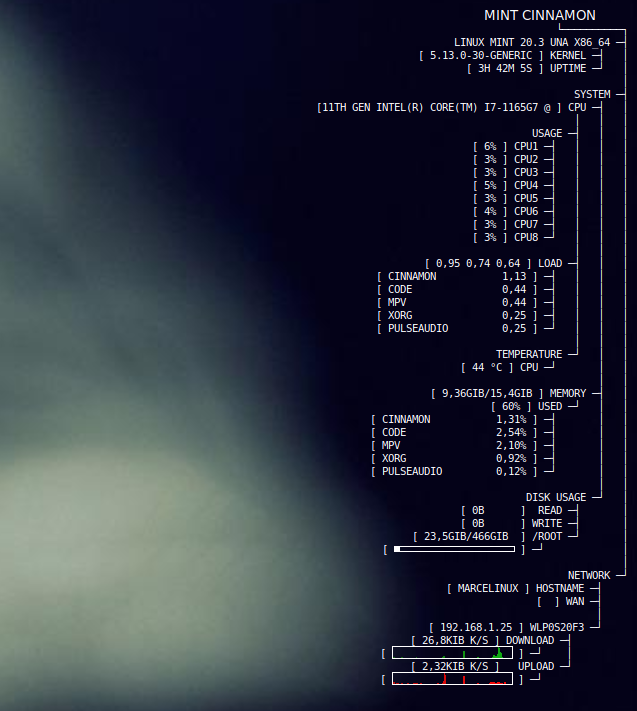 MINT CINNAMON
LINUX MINT 20.3 UNA X86_64
[ 5.13.0-30-GENERIC ] KERNEL
[ 3H 42M 5S ] UPTIME
SYSTEM
[11TH GEN INTEL(R) CORE(TM) I7-1165G7 @ ] CPU
USAGE
[ 6% ] CPU1
[ 3% ] CPU2
[ 3% ] CPU3
[ 5% ] CPU4
[ 3% ] CPU5
[ 4% ] CPU6
[ 3% ] CPU7
[ 3% ] CPU8
[ 0,95 0,74 0,64 ] LOAD
[ CINNAMON 1,13 ]
[ CODE 0,44 ]
[ MPV 0,44 ]
[ XORG 0,25 ]
[ PULSEAUDIO 0,25 ]
TEMPERATURE
[ 44 °C ] CPU
[ 9,36GIB/15,4GIB ] MEMORY
[ 60% ] USED
[ CINNAMON 1,31% ]
[ CODE 2,54% ]
[ MPV 2,10% ]
[ XORG 0,92% ]
[ PULSEAUDIO 0,12% ]
DISK USAGE
[ 0B ] READ
[ 0B ] WRITE
[ 23,5GIB/466GIB ] /ROOT
[ ]
NETWORK
[ MARCELINUX ] HOSTNAME
[ ] WAN
[ 192.168.1.25 ] WLP0S20F3
[ 26,8KIB K/S ] DOWNLOAD
[ ]
[ 2,32KIB K/S ] UPLOAD
[ ]